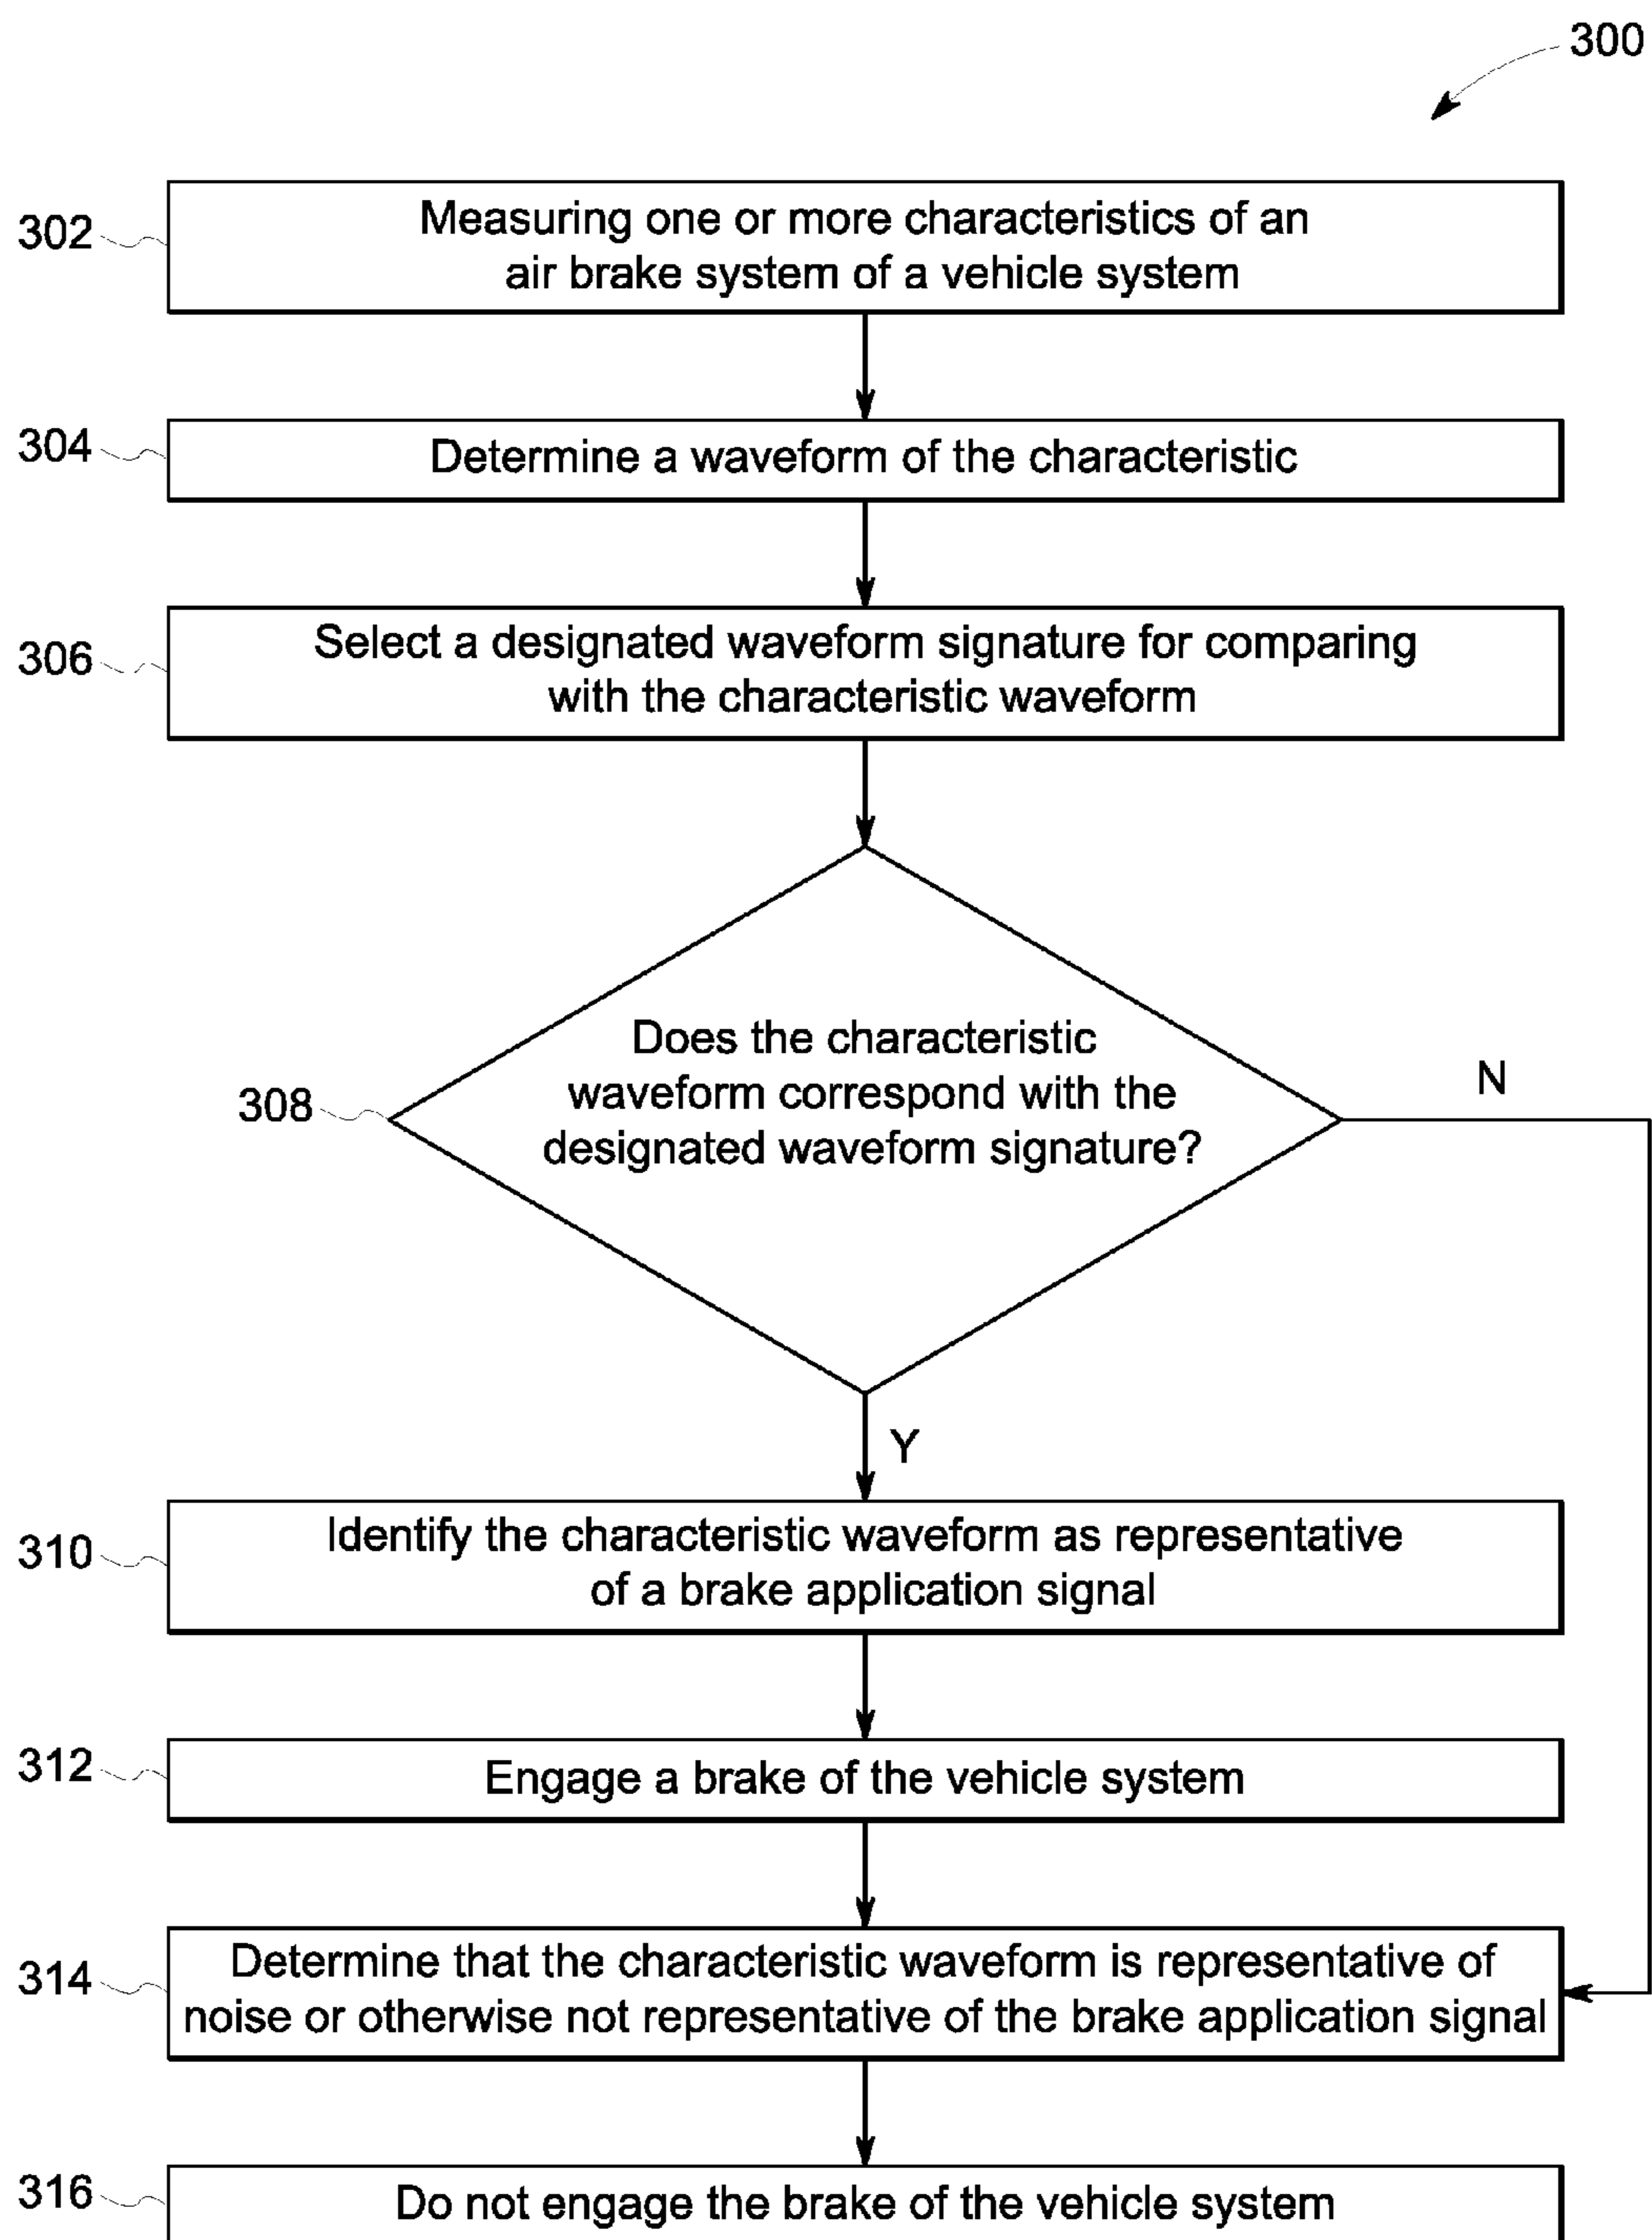 300
302
Measuring one or more characteristics of an
air brake system of a vehicle system
304
Determine a waveform of the characteristic
306
Select a designated waveform signature for comparing
with the characteristic waveform
308
Does the characteristic
waveform correspond with the
designated waveform signature?
N
Y
310
Identify the characteristic waveform as representative
of a brake application signal
312
Engage a brake of the vehicle system
314
Determine that the characteristic waveform is representative of
noise or otherwise not representative of the brake application signal
316
Do not engage the brake of the vehicle system